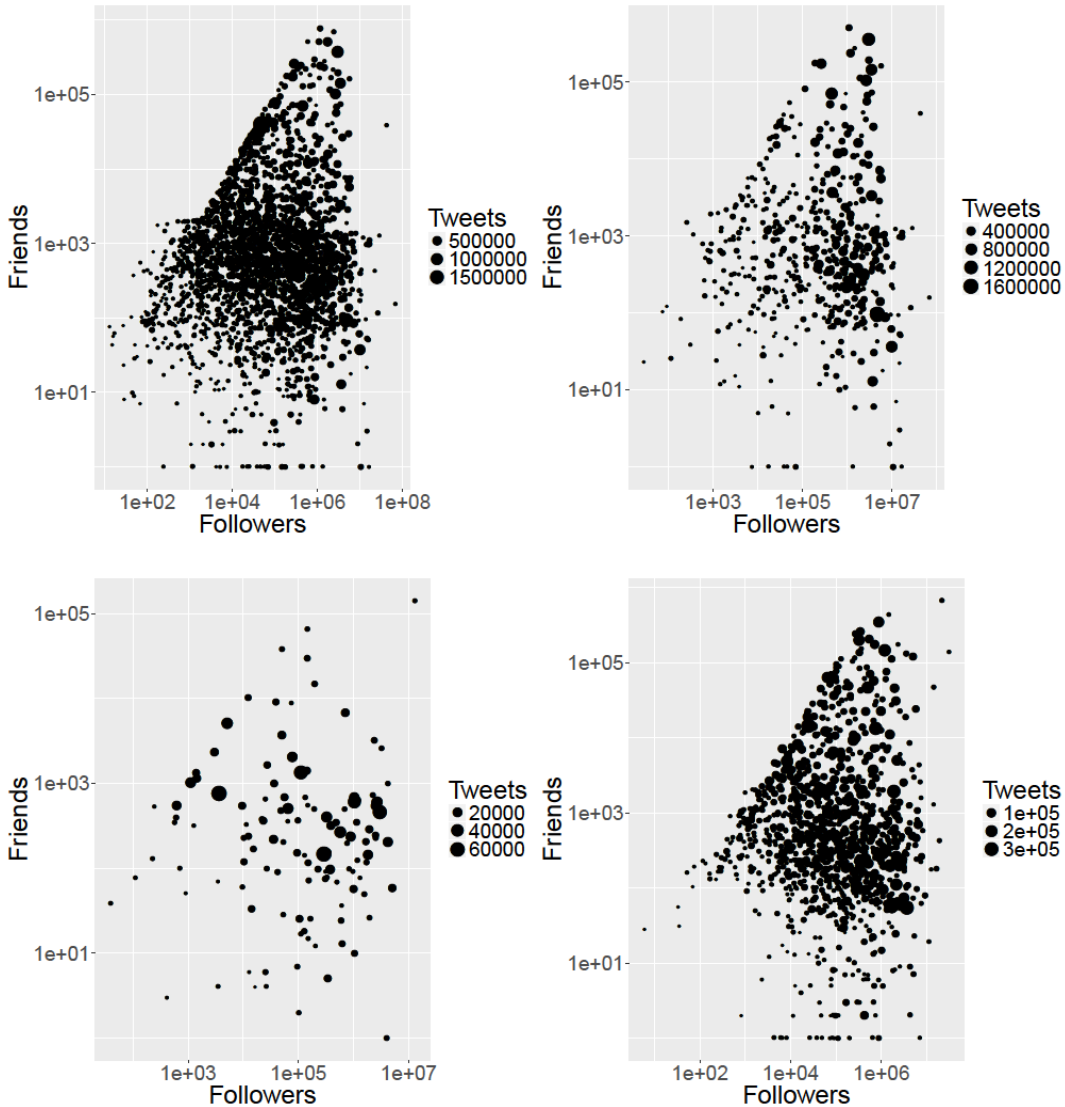 1e+05
1e+03
1e+01
Friends
1e+02
1e+04
1e+06
1e+08
Followers
Tweets
500000
1000000
1500000
1e+05
1e+03
1e+01
Friends
1e+03
1e+05
1e+07
Followers
Tweets
400000
800000
1200000
1600000
1e+05
1e+03
1e+01
Friends
1e+03
1e+05
1e+07
Followers
Tweets
20000
40000
60000
1e+05
1e+03
1e+01
Friends
1e+02
1e+04
1e+06
Followers
Tweets
1e+05
2e+05
3e+05